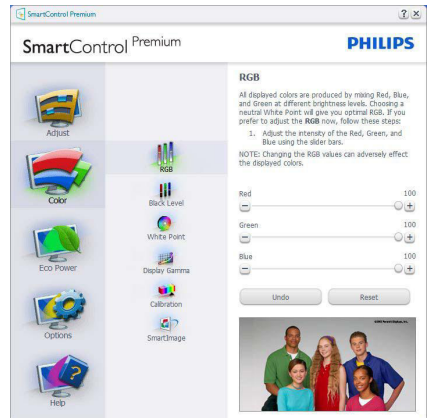 SmartControl Premium
SmartControl Premium
PHILIPS
Adjust
Color
Eco Power
Options
Help
RGB
Black Level
White Point
Display Gamma
Calibration
SmartImage
RGB
All displayed colors are produced by mixing Red, Blue,
and Green at different brightness levels. Choosing a
neutral White Point will give you optimal RGB. If you
prefer to adjust the RGB now, follow these steps:
1. Adjust the intensity of the Red, Green, and
Blue using the slider bars.
NOTE: Changing the RGB values can adversely effect
the displayed colors.
Red 100
Green 100
Blue 100
Undo Reset